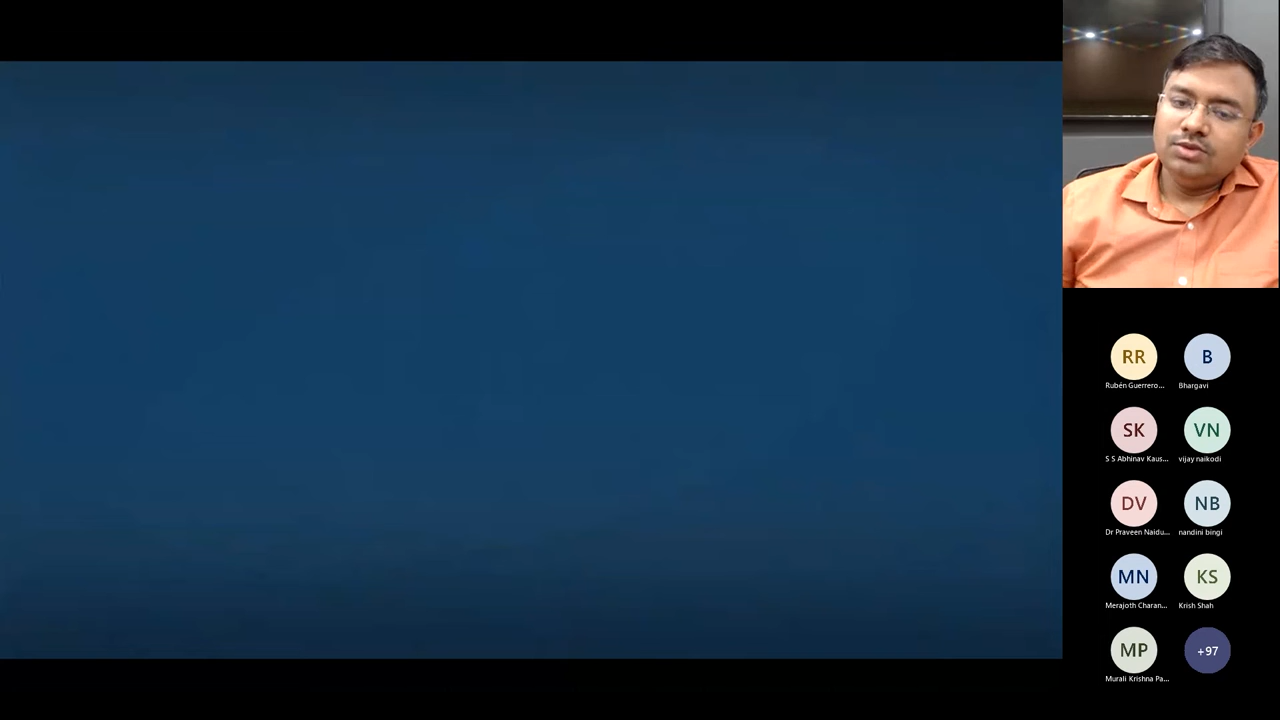 RR
B
Rubén Guerrero...
Bhargavi
SK
VN
S S Abhinav Kaus...
vijay naikodi
DV
NB
Dr Praveen Naidu...
nandini bingi
MN
KS
Merajoth Charan...
Krish Shah
MP
+97
Murali Krishna Pa...